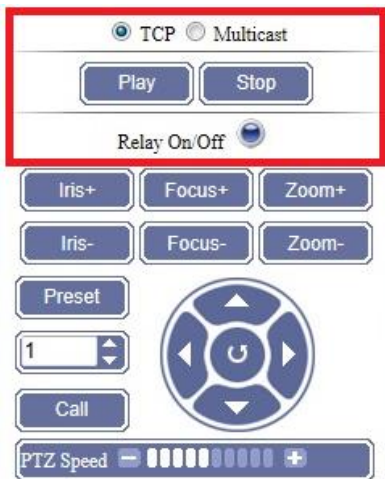 TCP Multicast
Play Stop
Relay On/Off
Iris+ Focus+ Zoom+
Iris- Focus- Zoom-
Preset
1
Call
PTZ Speed